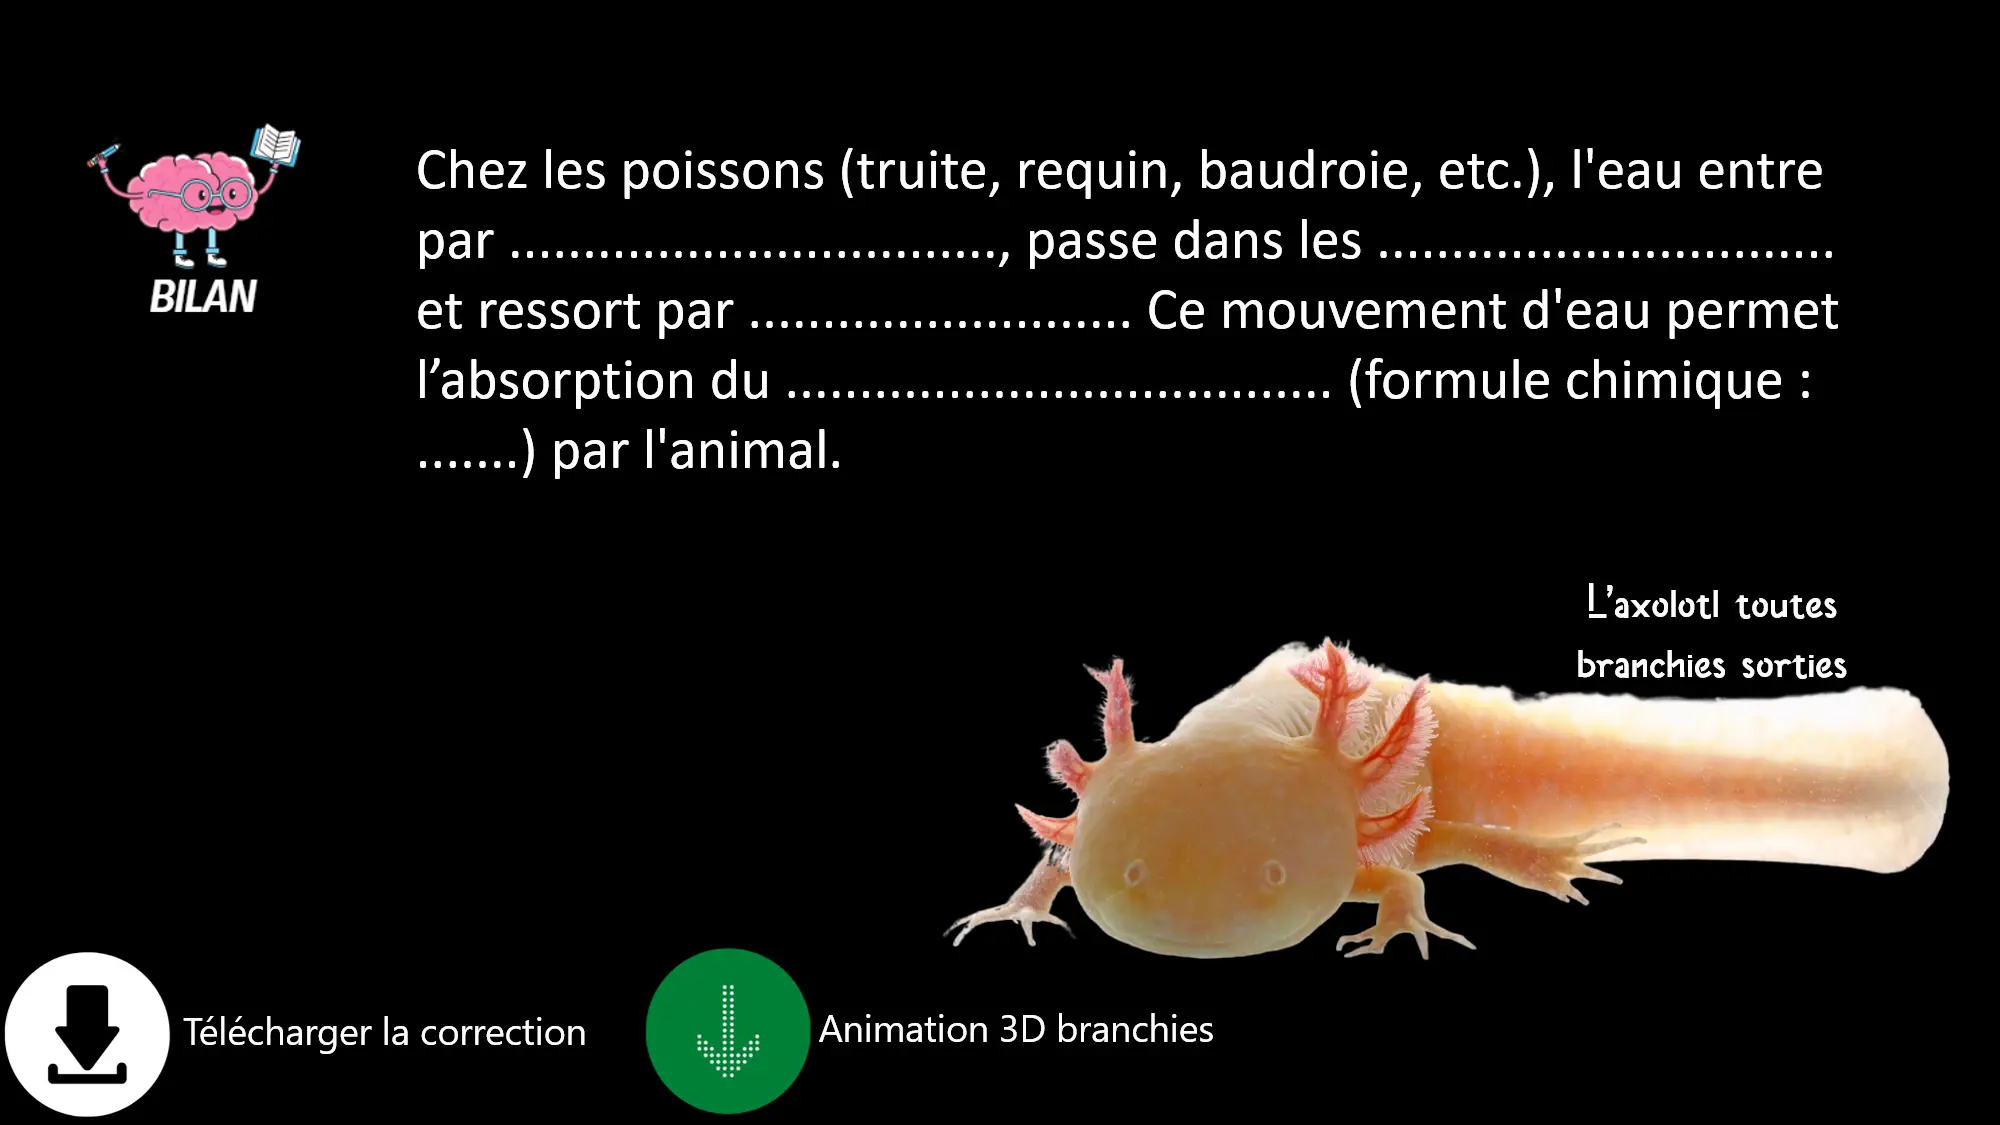 BILAN
Chez les poissons (truite, requin, baudroie, etc.), l'eau entre
par ................................., passe dans les ...............................
et ressort par .......................... Ce mouvement d'eau permet
l’absorption du ..................................... (formule chimique :
.......) par l'animal.
L’axolotl toutes
branchies sorties
Télécharger la correction
Animation 3D branchies